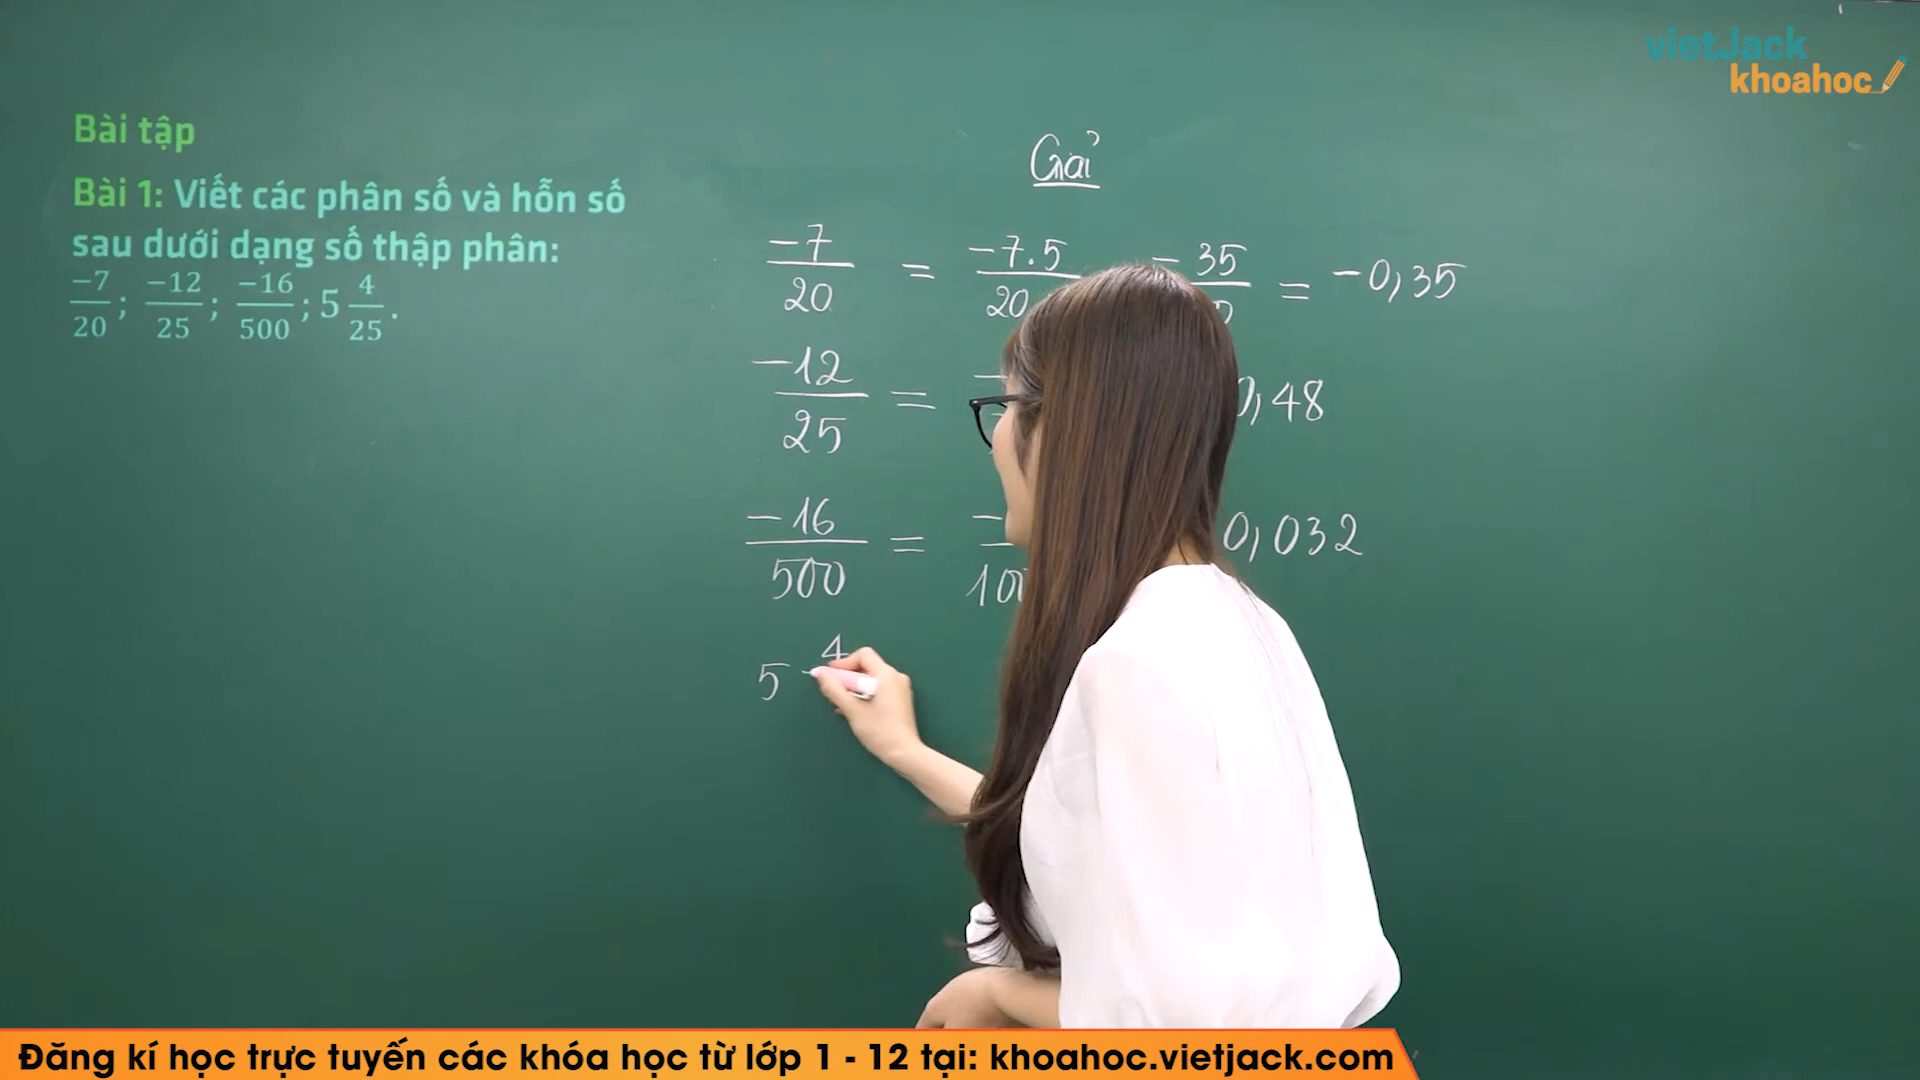 vietJack
khoahoc
Bài tập
Bài 1: Viết các phân số và hỗn số
sau dưới dạng số thập phân:
−7/20; −12/25; −16/500; 5 4/25.
Giải
−7/20 = −7.5/20 − 35 = −0,35
−12/25 = − 0,48
−16/500 = − 0,032
5 4
Đăng kí học trực tuyến các khóa học từ lớp 1 - 12 tại: khoahoc.vietjack.com